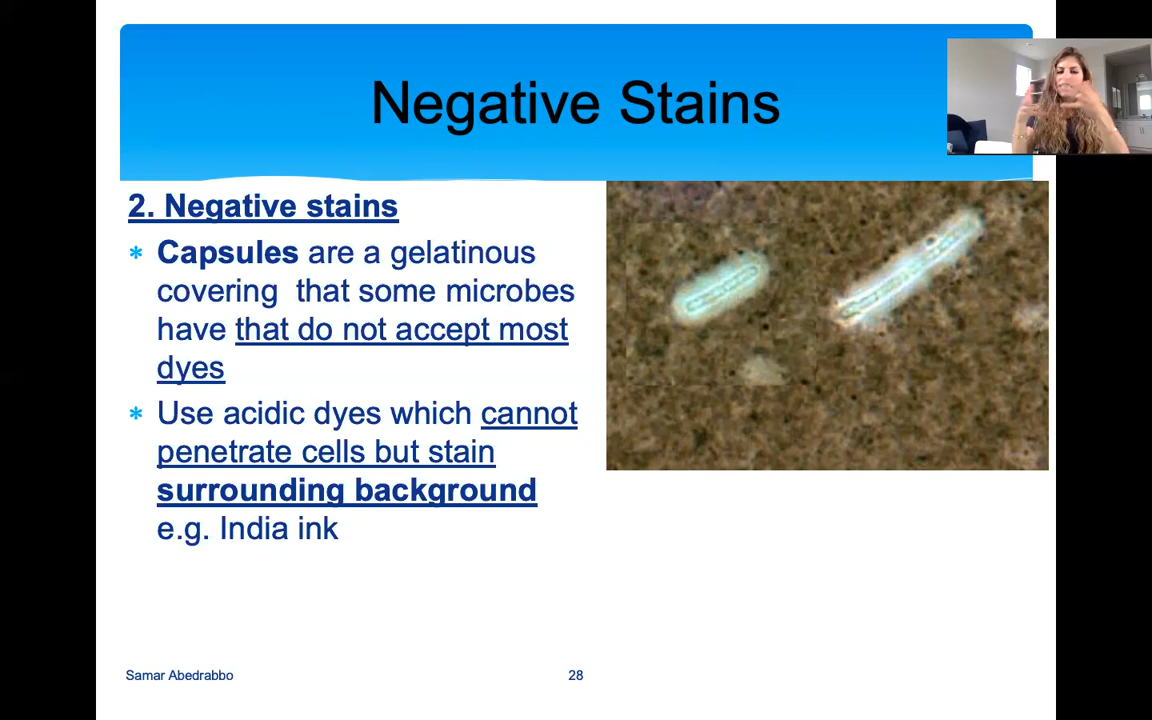 Negative Stains
2. Negative stains
* Capsules are a gelatinous
covering that some microbes
have that do not accept most
dyes
* Use acidic dyes which cannot
penetrate cells but stain
surrounding background
e.g. India ink
Samar Abedrabbo
28